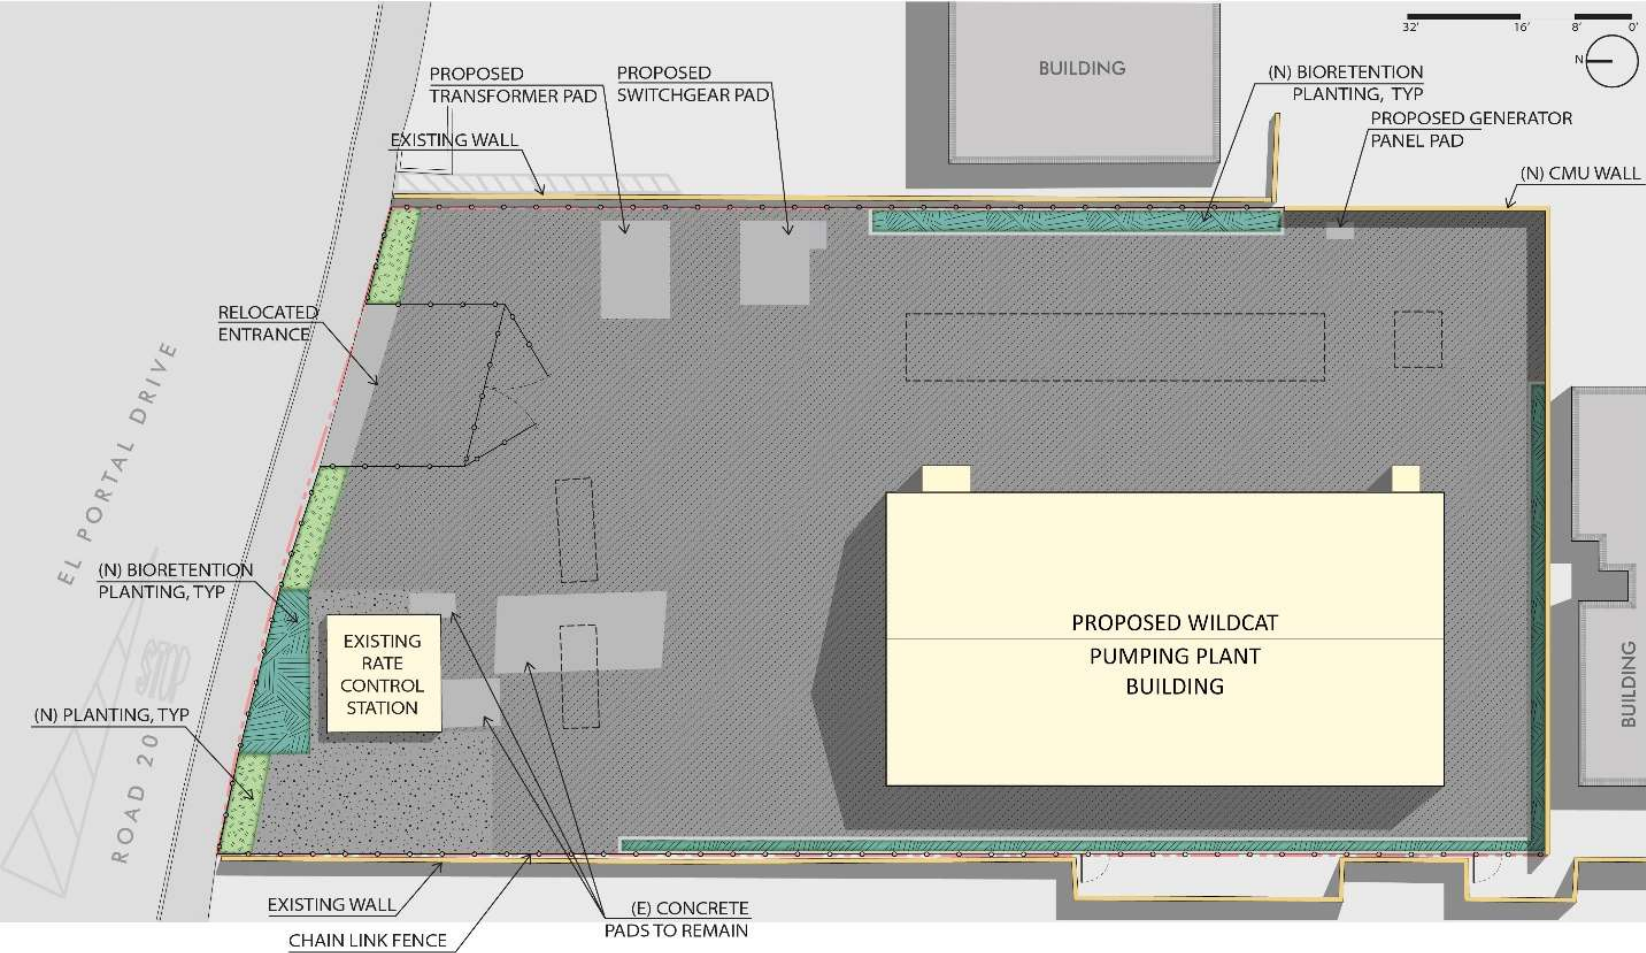 32' 16' 8' 0'
N
BUILDING
PROPOSED
TRANSFORMER PAD
PROPOSED
SWITCHGEAR PAD
(N) BIORETENTION
PLANTING, TYP
PROPOSED GENERATOR
PANEL PAD
EXISTING WALL
(N) CMU WALL
RELOCATED
ENTRANCE
EL PORTAL DRIVE
(N) BIORETENTION
PLANTING, TYP
STOP
EXISTING
RATE
CONTROL
STATION
PROPOSED WILDCAT
PUMPING PLANT
BUILDING
BUILDING
(N) PLANTING, TYP
ROAD 20
EXISTING WALL
CHAIN LINK FENCE
(E) CONCRETE
PADS TO REMAIN